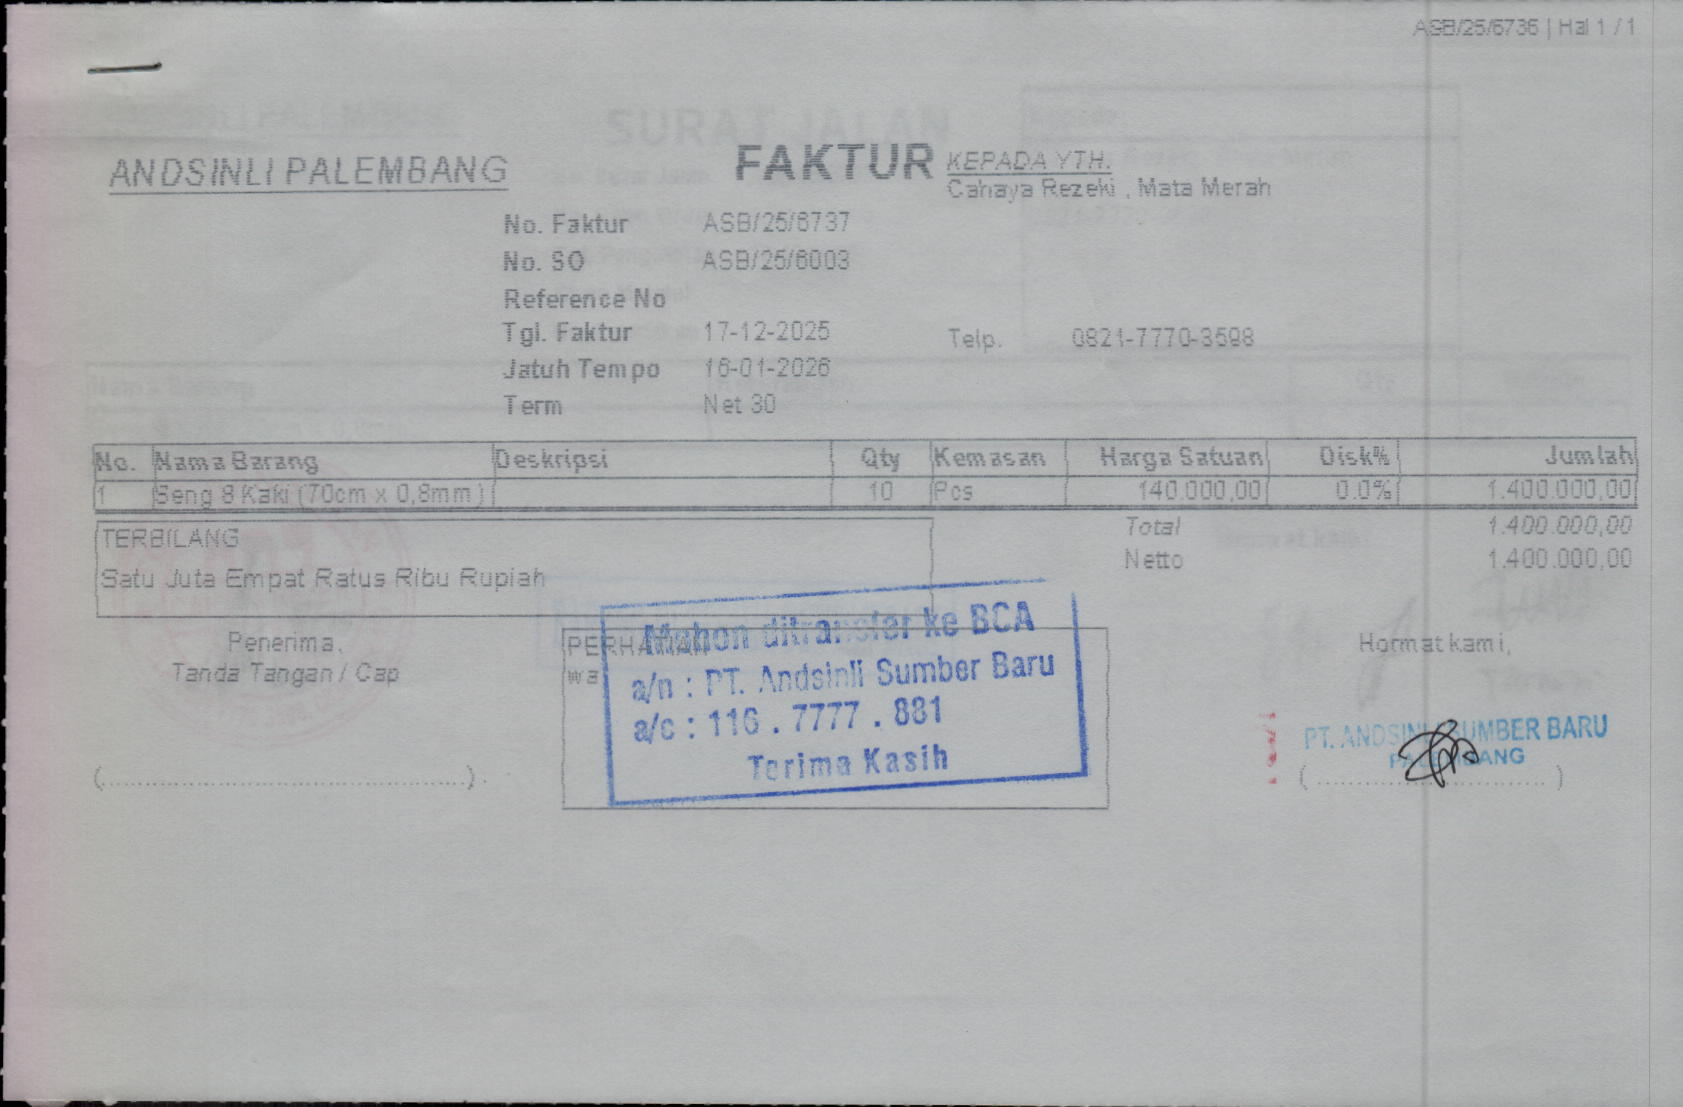 ASB/25/6736 | Hal 1 / 1
ANDSINLI PALEMBANG
FAKTUR
KEPADA YTH.
Cahaya Rezeki , Mata Merah
No. Faktur ASB/25/6737
No. SO ASB/25/6003
Reference No
Tgl. Faktur 17-12-2025
Telp. 0821-7770-3598
Jatuh Tempo 16-01-2026
Term Net 30
No. Nama Barang Deskripsi Qty Kemasan Harga Satuan Disk% Jumlah
1 Seng 8 Kaki (70cm x 0,8mm) 10 Pcs 140.000,00 0.0% 1.400.000,00
TERBILANG
Satu Juta Empat Ratus Ribu Rupiah
Total 1.400.000,00
Netto 1.400.000,00
Penerima,
Tanda Tangan / Cap
(............................................)
PERHATIAN
Mohon ditransfer ke BCA
a/n : PT. Andsinli Sumber Baru
a/c : 116 . 7777 . 881
Terima Kasih
Hormat kami,
PT. ANDSINLI SUMBER BARU
PALEMBANG
(............................)
SURAT JALAN